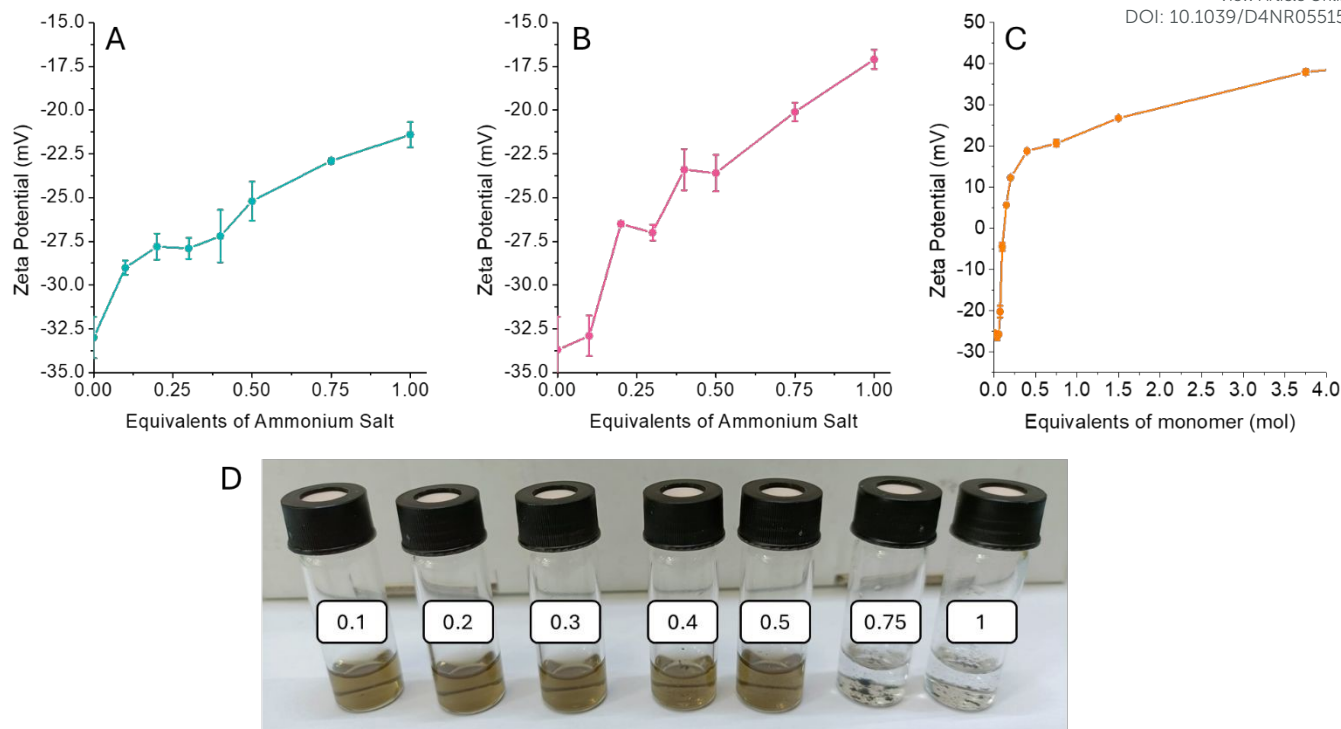 View Article Online
DOI: 10.1039/D4NR05515
A
-15.0
-17.5
-20.0
-22.5
-25.0
-27.5
-30.0
-32.5
-35.0
Zeta Potential (mV)
0.00 0.25 0.50 0.75 1.00
Equivalents of Ammonium Salt
B
-15.0
-17.5
-20.0
-22.5
-25.0
-27.5
-30.0
-32.5
-35.0
Zeta Potential (mV)
0.00 0.25 0.50 0.75 1.00
Equivalents of Ammonium Salt
C
50
40
30
20
10
0
-10
-20
-30
Zeta Potential (mV)
0.0 0.5 1.0 1.5 2.0 2.5 3.0 3.5 4.0
Equivalents of monomer (mol)
D
0.1 0.2 0.3 0.4 0.5 0.75 1